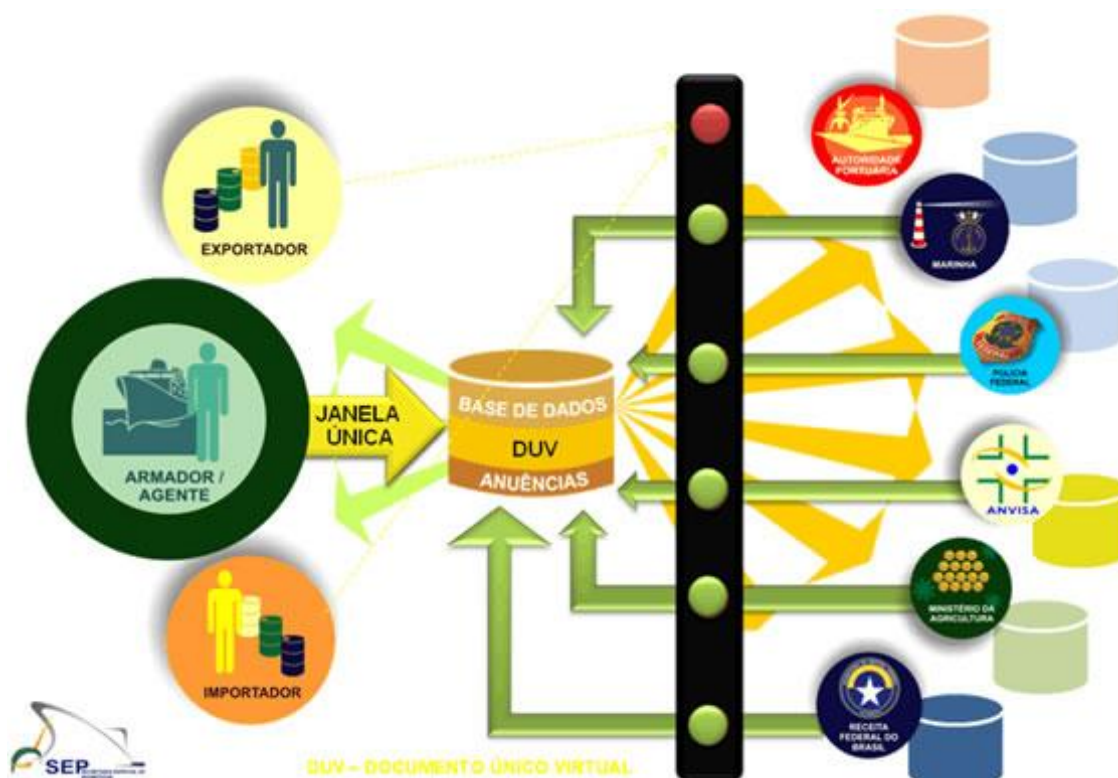 EXPORTADOR
ARMADOR /
AGENTE
IMPORTADOR
JANELA
ÚNICA
BASE DE DADOS
DUV
ANUÊNCIAS
AUTORIDADE
PORTUÁRIA
MARINHA
POLÍCIA
FEDERAL
ANVISA
MINISTÉRIO DA
AGRICULTURA
RECEITA
FEDERAL DO
BRASIL
SEP
DUV – DOCUMENTO ÚNICO VIRTUAL